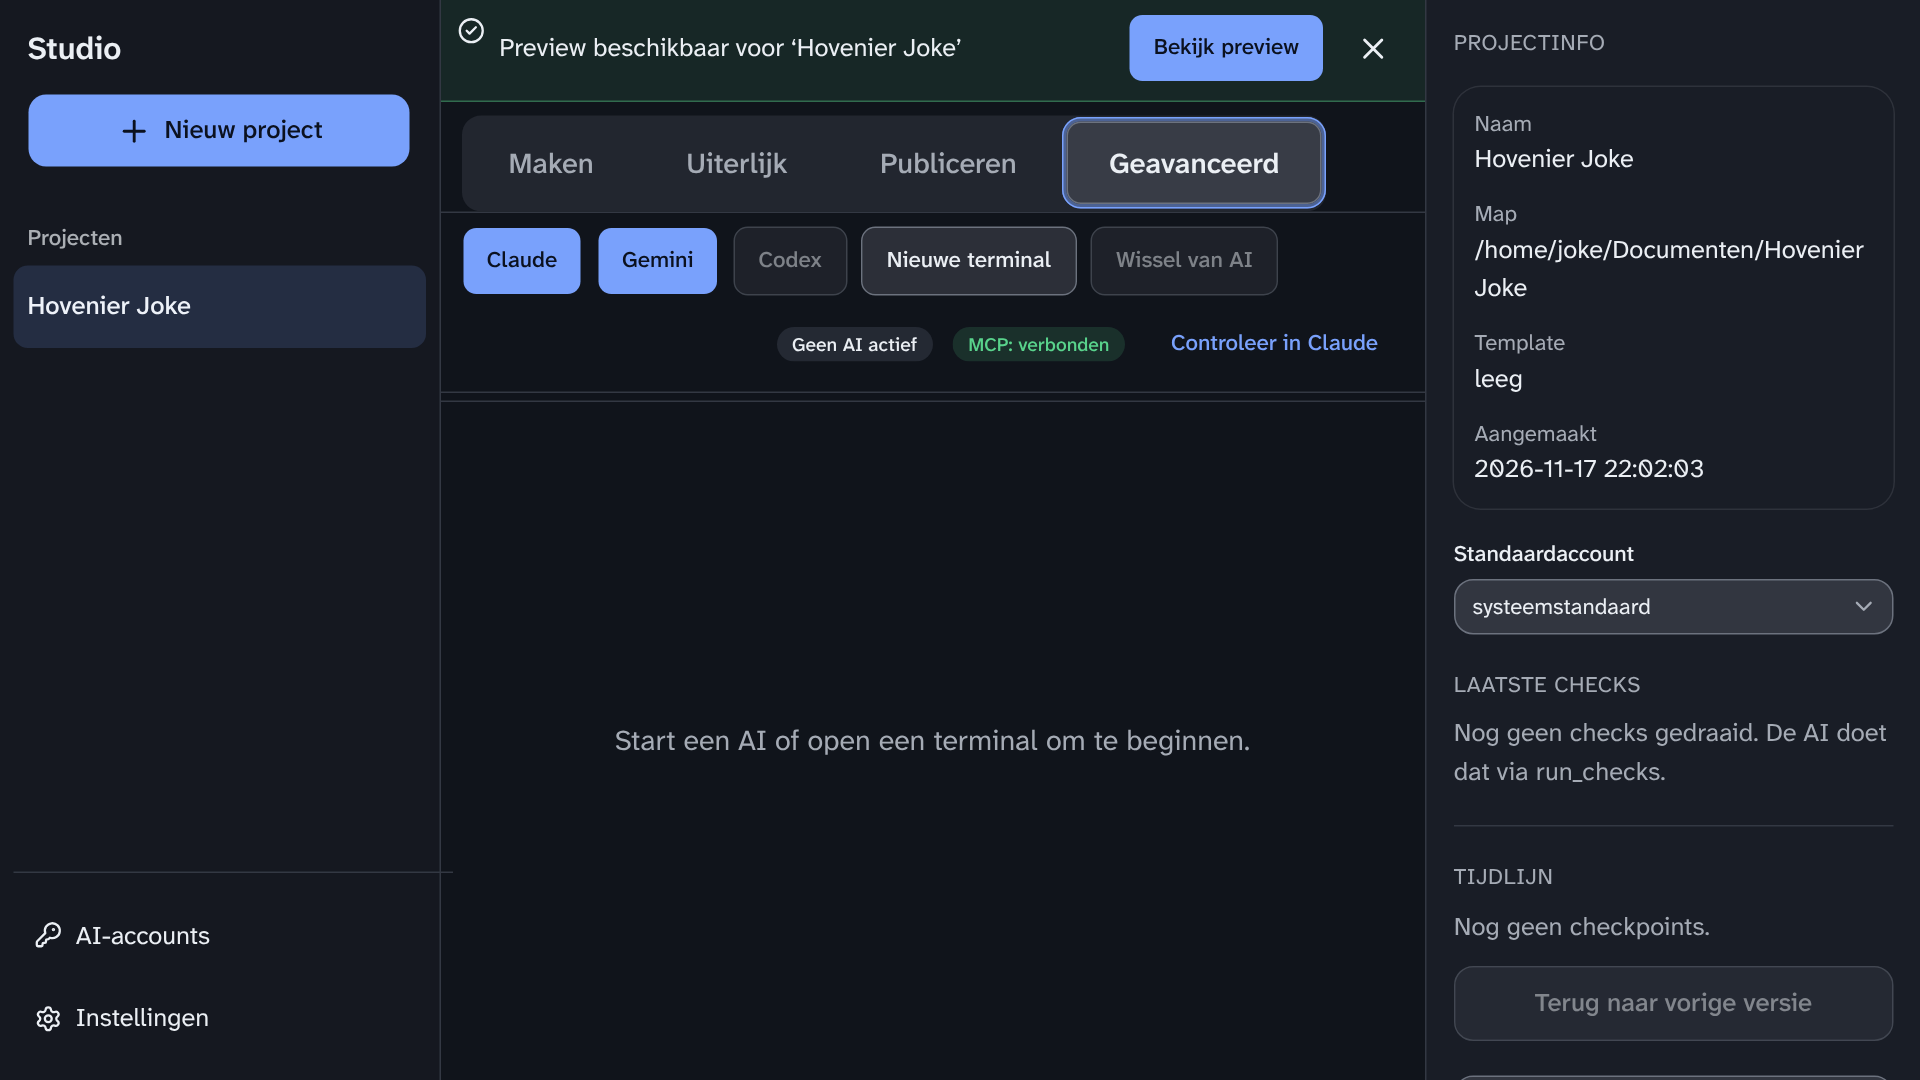 Studio
Nieuw project
Projecten
Hovenier Joke
AI-accounts
Instellingen
Preview beschikbaar voor ‘Hovenier Joke’
Bekijk preview
Maken
Uiterlijk
Publiceren
Geavanceerd
Claude
Gemini
Codex
Nieuwe terminal
Wissel van AI
Geen AI actief
MCP: verbonden
Controleer in Claude
Start een AI of open een terminal om te beginnen.
PROJECTINFO
Naam
Hovenier Joke
Map
/home/joke/Documenten/Hovenier
Joke
Template
leeg
Aangemaakt
2026-11-17 22:02:03
Standaardaccount
systeemstandaard
LAATSTE CHECKS
Nog geen checks gedraaid. De AI doet
dat via run_checks.
TIJDLIJN
Nog geen checkpoints.
Terug naar vorige versie